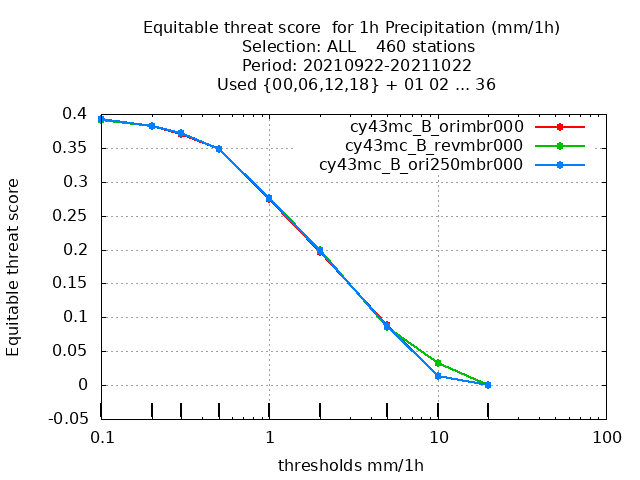 Equitable threat score  for 1h Precipitation (mm/1h)
Selection: ALL    460 stations
Period: 20210922-20211022
Used {00,06,12,18} + 01 02 ... 36
cy43mc_B_orimbr000
cy43mc_B_revmbr000
cy43mc_B_ori250mbr000
Equitable threat score
0.4
0.35
0.3
0.25
0.2
0.15
0.1
0.05
0
-0.05
0.1 1 10 100
thresholds mm/1h